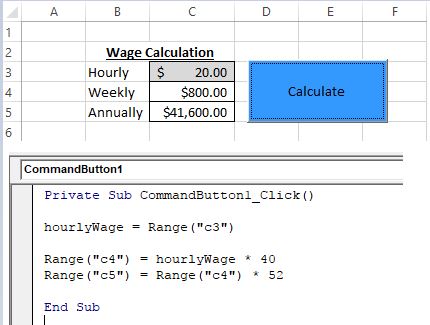 A B C D E F
1
2 Wage Calculation
3 Hourly $ 20.00
4 Weekly $800.00 Calculate
5 Annually $41,600.00
6
CommandButton1
Private Sub CommandButton1_Click()
hourlyWage = Range("c3")
Range("c4") = hourlyWage * 40
Range("c5") = Range("c4") * 52
End Sub